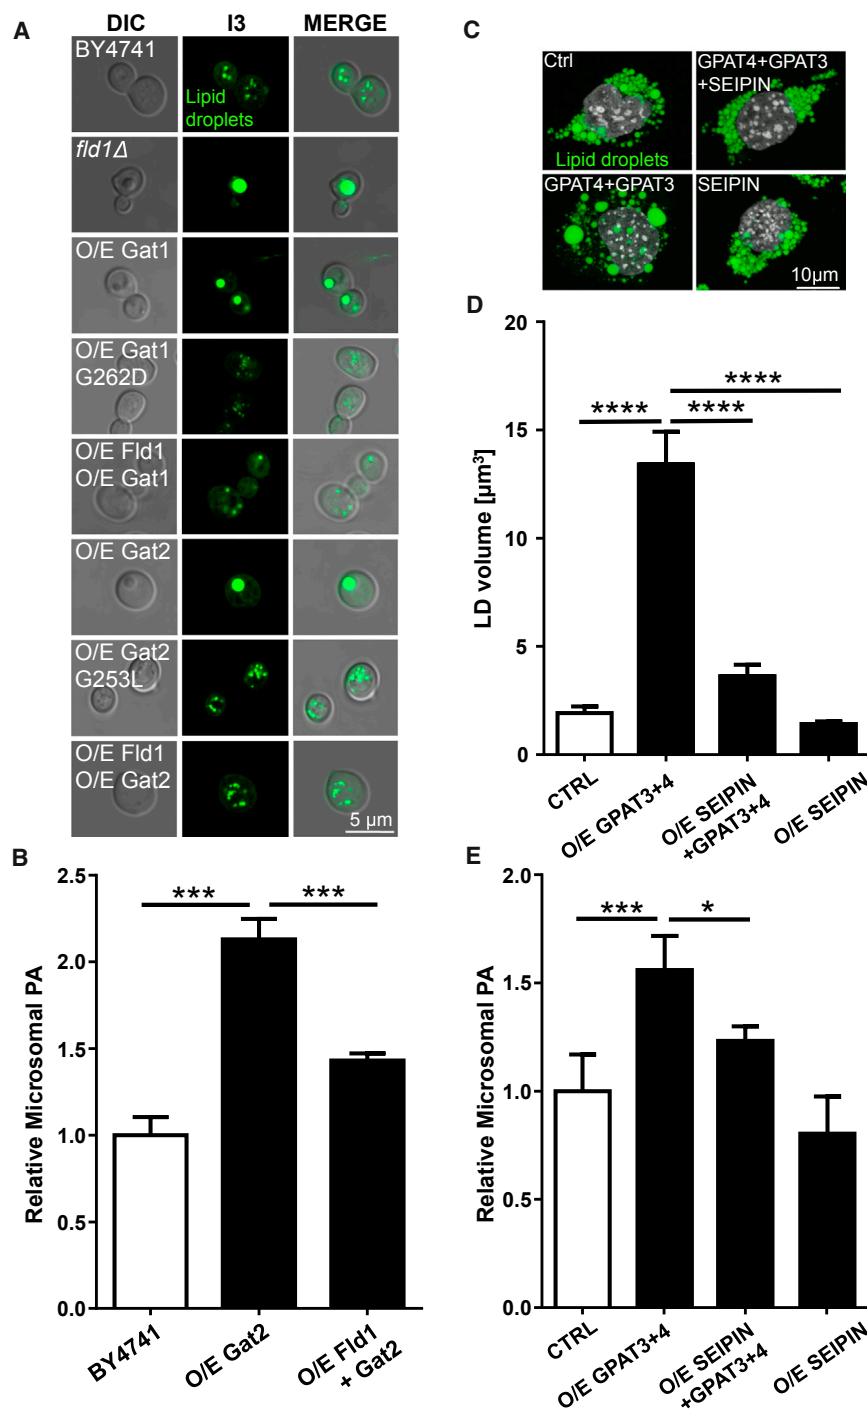 A
DIC I3 MERGE
BY4741
Lipid
droplets
fld1Δ
O/E Gat1
O/E Gat1
G262D
O/E Fld1
O/E Gat1
O/E Gat2
O/E Gat2
G253L
O/E Fld1
O/E Gat2
5 µm
B
2.5
2.0
1.5
1.0
0.5
0.0
Relative Microsomal PA
*** ***
BY4741
O/E Gat2
O/E Fld1
+ Gat2
C
Ctrl
Lipid droplets
GPAT4+GPAT3
+SEIPIN
GPAT4+GPAT3
SEIPIN
10µm
D
20
15
10
5
0
LD volume [µm³]
****
**** ****
CTRL
O/E GPAT3+4
O/E SEIPIN
+GPAT3+4
O/E SEIPIN
E
2.0
1.5
1.0
0.5
0.0
Relative Microsomal PA
*** *
CTRL
O/E GPAT3+4
O/E SEIPIN
+GPAT3+4
O/E SEIPIN